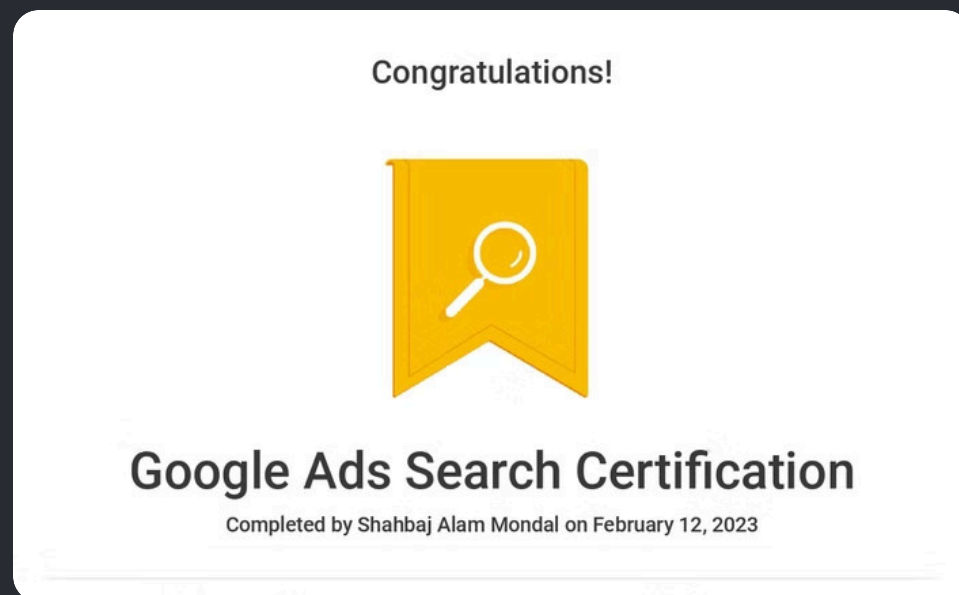 Congratulations!
Google Ads Search Certification
Completed by Shahbaj Alam Mondal on February 12, 2023